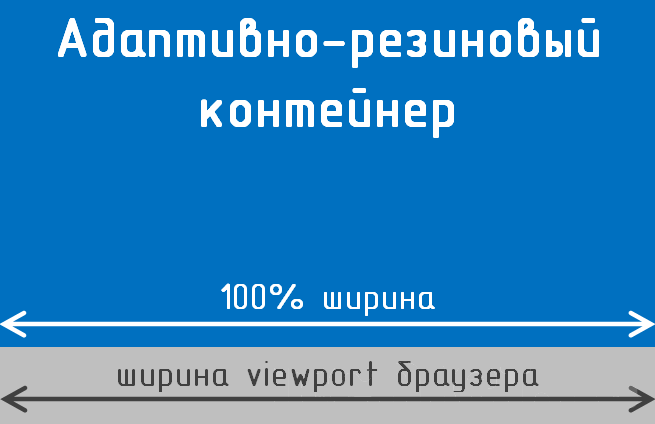 Адаптивно-резиновый
контейнер
100% ширина
ширина viewport браузера